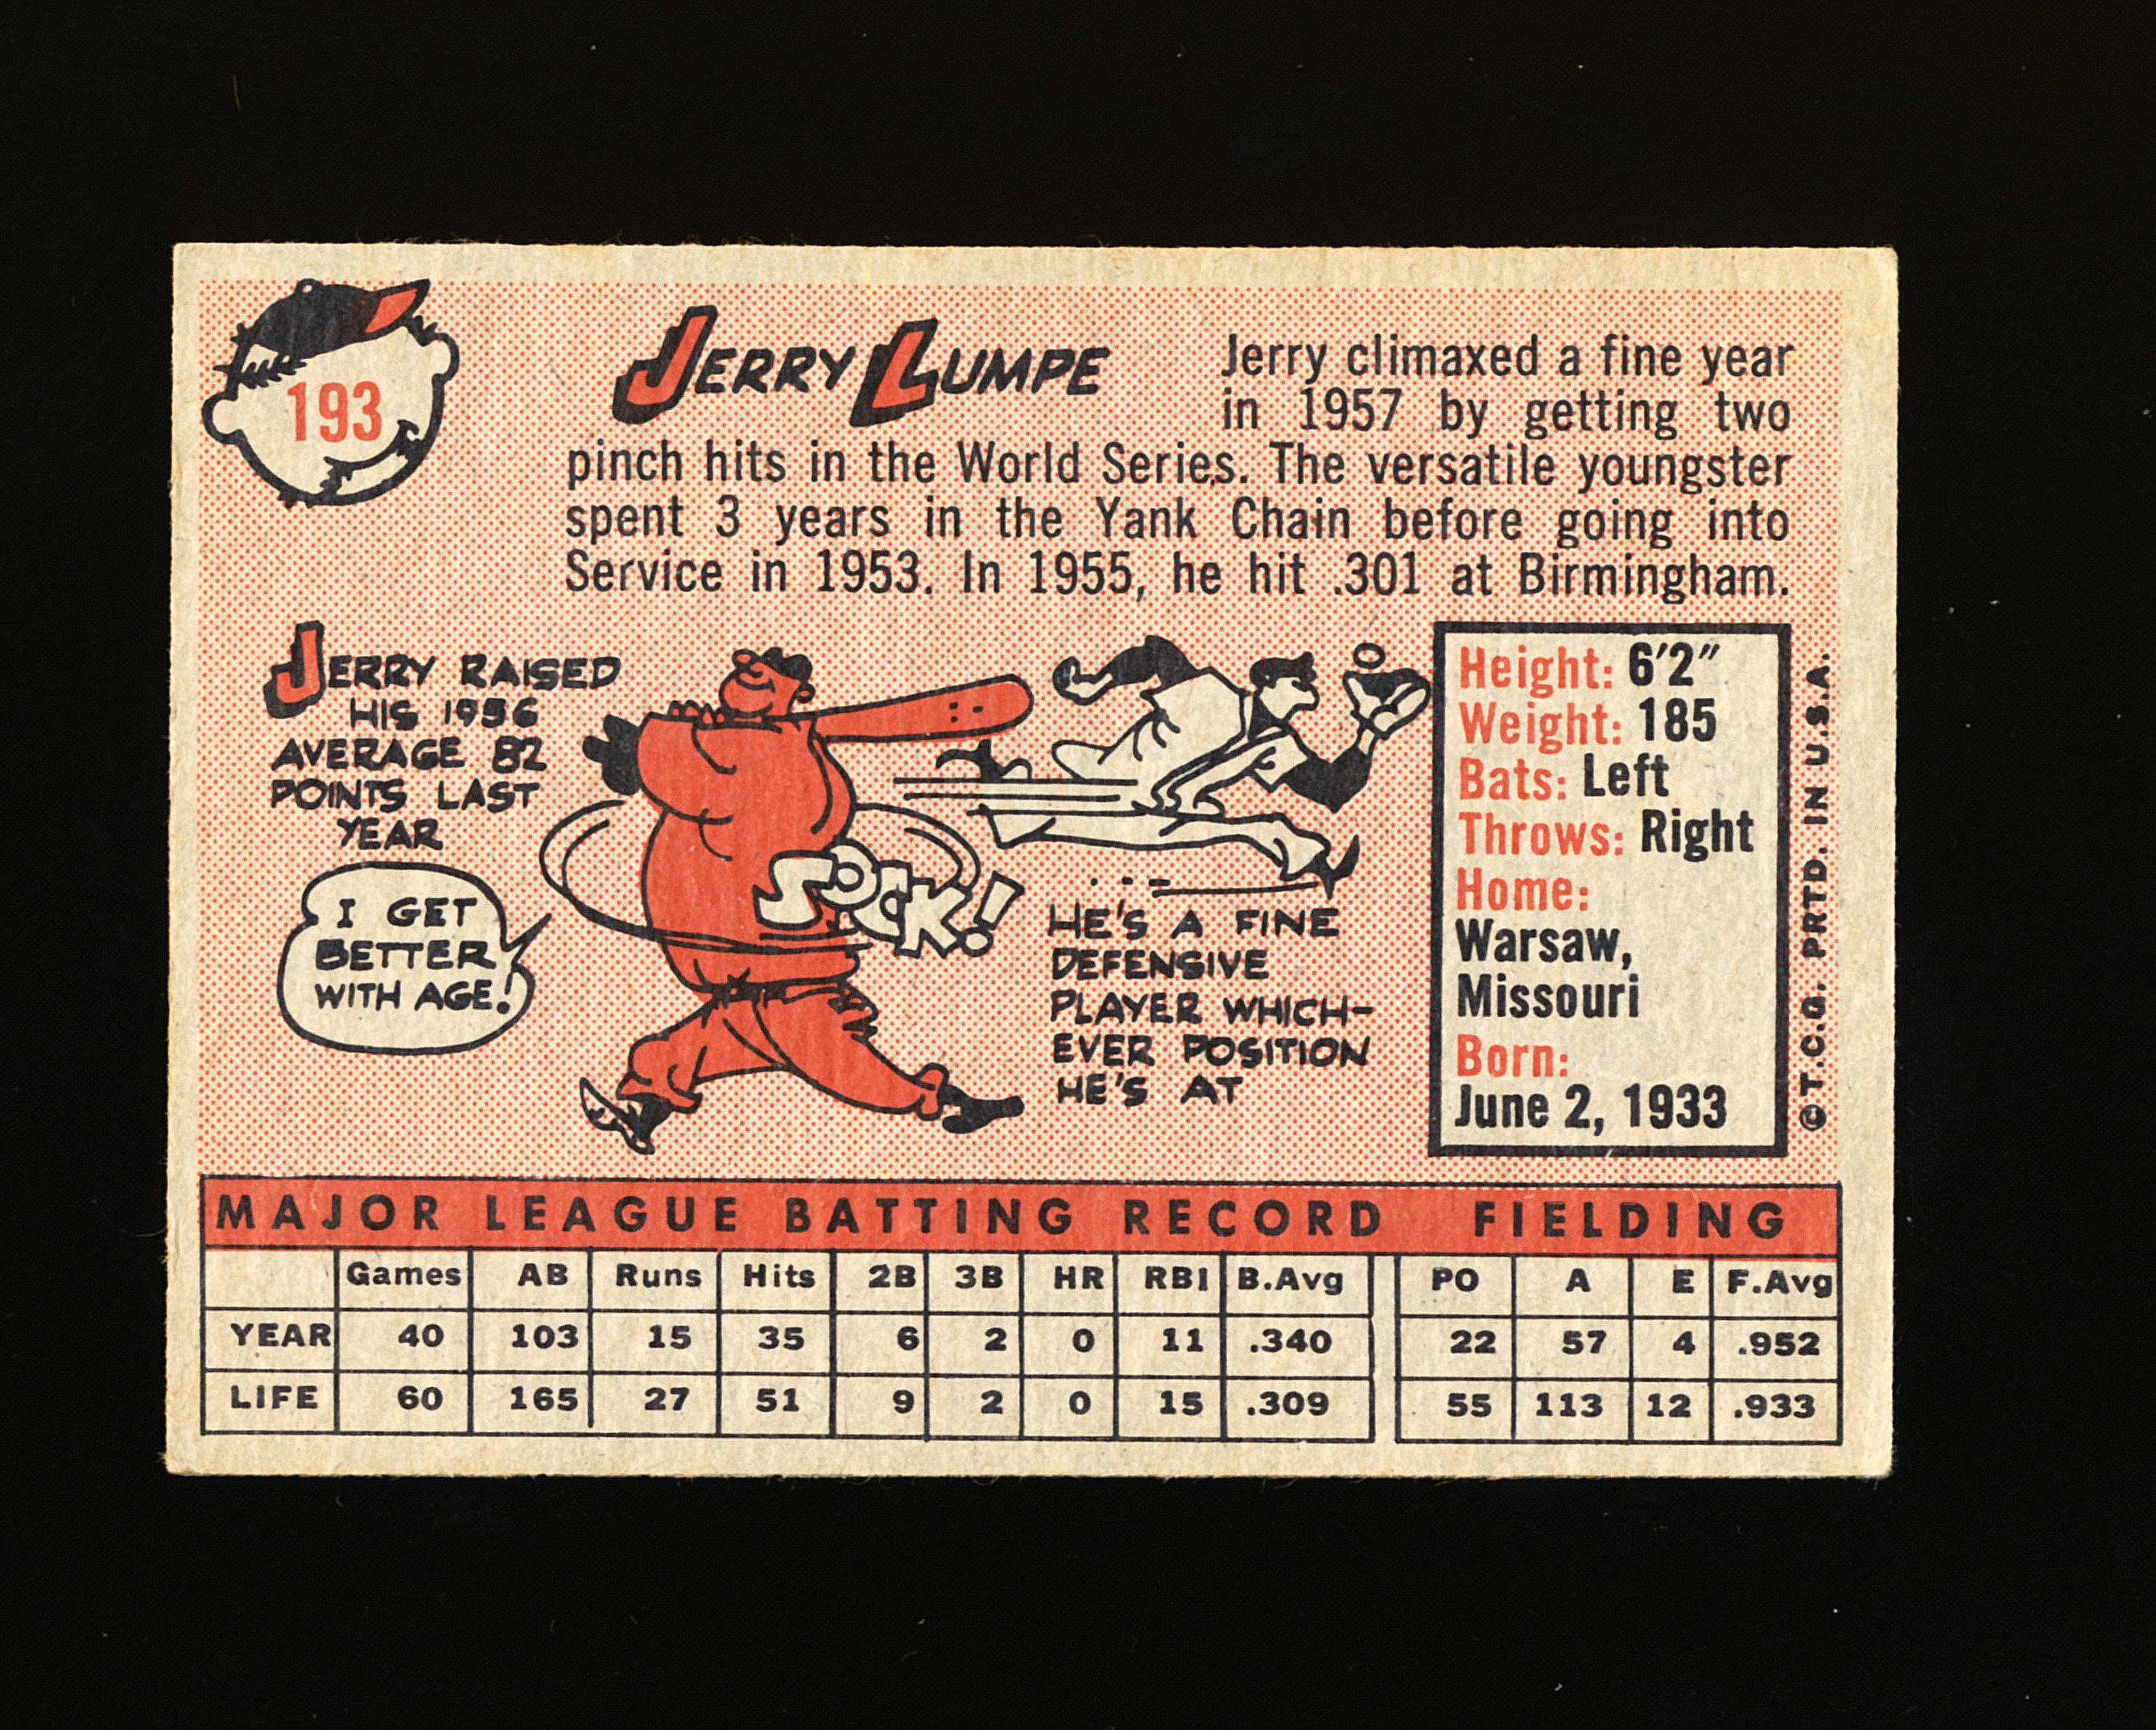 193
JERRY LUMPE
Jerry climaxed a fine year
in 1957 by getting two
pinch hits in the World Series. The versatile youngster
spent 3 years in the Yank Chain before going into
Service in 1953. In 1955, he hit .301 at Birmingham.
JERRY RAISED
HIS 1956
AVERAGE 82
POINTS LAST
YEAR
I GET
BETTER
WITH AGE!
SOCK!
HE'S A FINE
DEFENSIVE
PLAYER WHICH-
EVER POSITION
HE'S AT
Height: 6'2"
Weight: 185
Bats: Left
Throws: Right
Home:
Warsaw,
Missouri
Born:
June 2, 1933
©T.C.G. PRTD. IN U.S.A.
MAJOR LEAGUE BATTING RECORD FIELDING
Games AB Runs Hits 2B 3B HR RBI B.Avg PO A E F.Avg
YEAR 40 103 15 35 6 2 0 11 .340 22 57 4 .952
LIFE 60 165 27 51 9 2 0 15 .309 55 113 12 .933